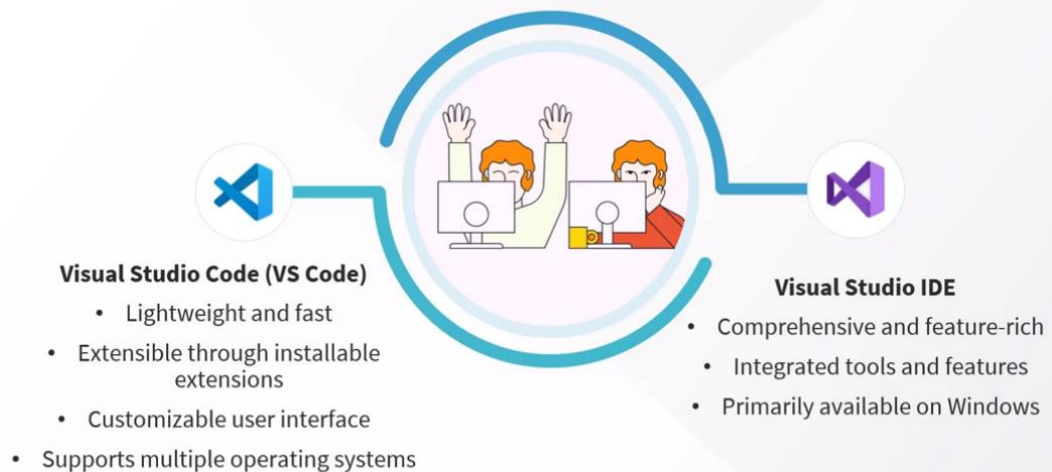 Visual Studio Code (VS Code)
• Lightweight and fast
• Extensible through installable
extensions
• Customizable user interface
• Supports multiple operating systems
Visual Studio IDE
• Comprehensive and feature-rich
• Integrated tools and features
• Primarily available on Windows